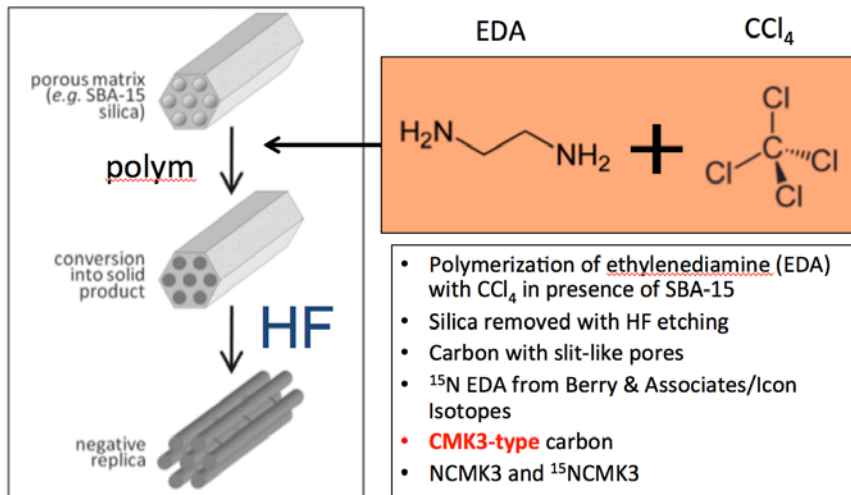 EDA
CCl₄
porous matrix
(e.g. SBA-15
silica)
polym
H₂N
NH₂
Cl
Cl
C
Cl
Cl
conversion
into solid
product
HF
negative
replica
• Polymerization of ethylenediamine (EDA)
with CCl₄ in presence of SBA-15
• Silica removed with HF etching
• Carbon with slit-like pores
• ¹⁵N EDA from Berry & Associates/Icon
Isotopes
• CMK3-type carbon
• NCMK3 and ¹⁵NCMK3